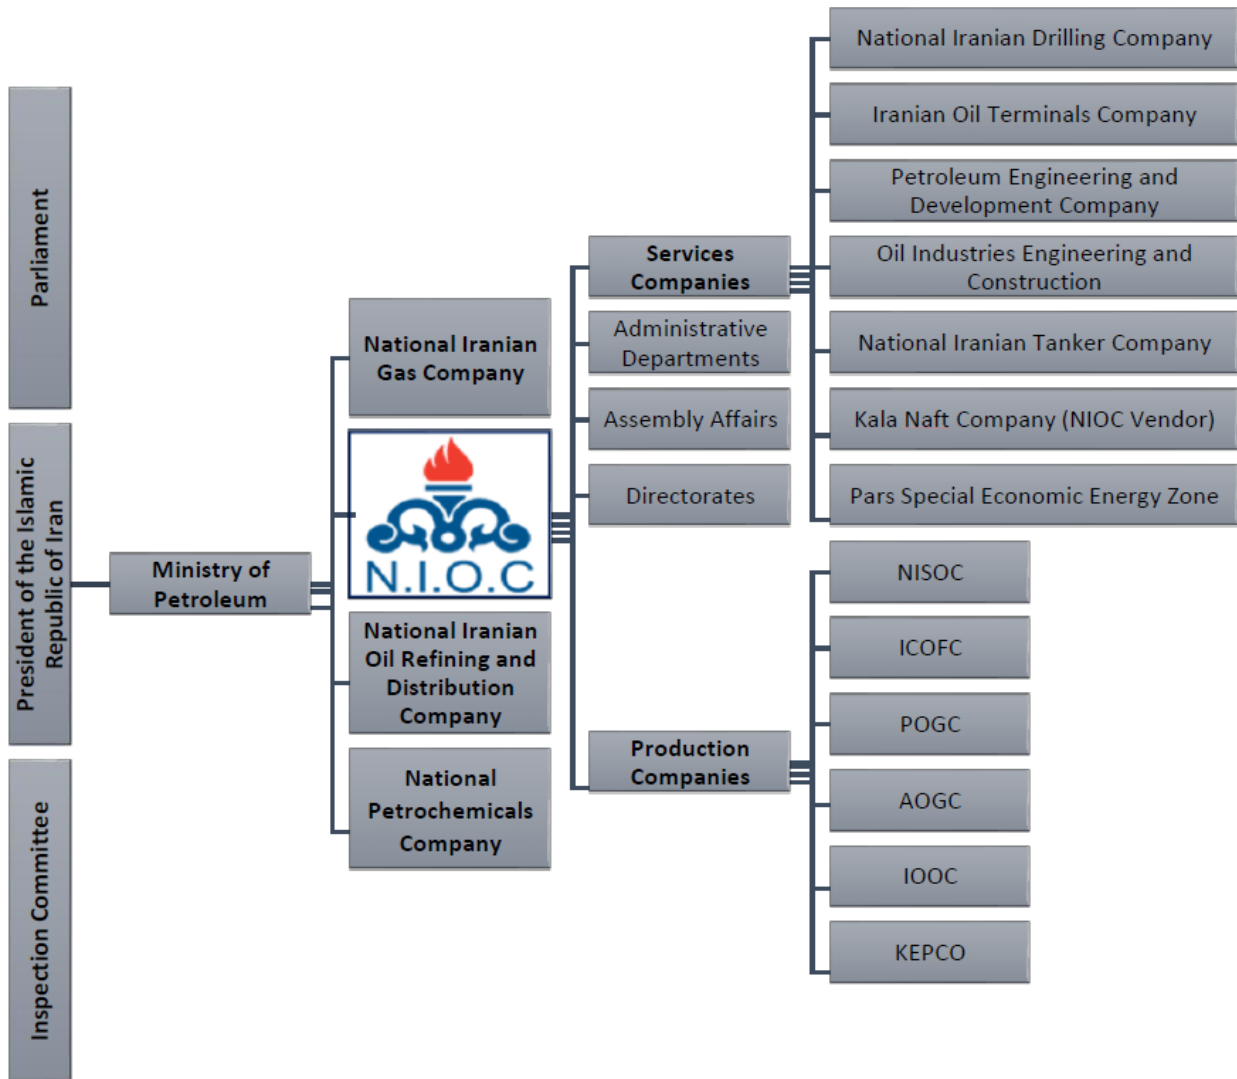 Parliament
President of the Islamic
Republic of Iran
Inspection Committee
Ministry of
Petroleum
National Iranian
Gas Company
N.I.O.C
National Iranian
Oil Refining and
Distribution
Company
National
Petrochemicals
Company
Services
Companies
Administrative
Departments
Assembly Affairs
Directorates
Production
Companies
National Iranian Drilling Company
Iranian Oil Terminals Company
Petroleum Engineering and
Development Company
Oil Industries Engineering and
Construction
National Iranian Tanker Company
Kala Naft Company (NIOC Vendor)
Pars Special Economic Energy Zone
NISOC
ICOFC
POGC
AOGC
IOOC
KEPCO